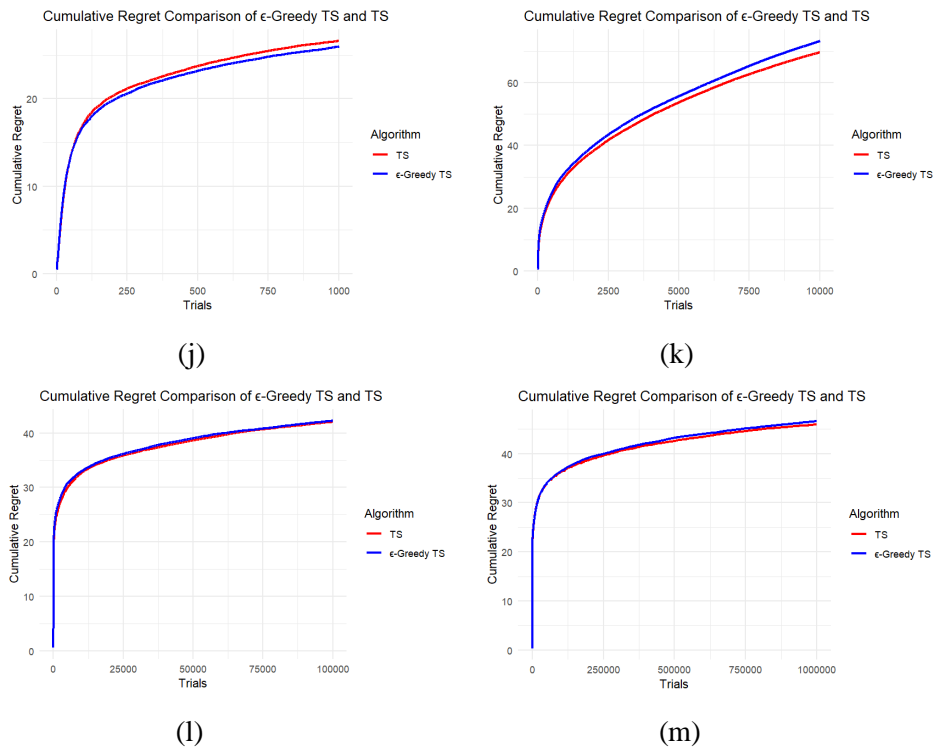 Cumulative Regret Comparison of ϵ-Greedy TS and TS
Cumulative Regret
20
10
0
0 250 500 750 1000
Trials
Algorithm
TS
ϵ-Greedy TS
(j)
Cumulative Regret Comparison of ϵ-Greedy TS and TS
Cumulative Regret
60
40
20
0
0 2500 5000 7500 10000
Trials
Algorithm
TS
ϵ-Greedy TS
(k)
Cumulative Regret Comparison of ϵ-Greedy TS and TS
Cumulative Regret
40
30
20
10
0
0 25000 50000 75000 100000
Trials
Algorithm
TS
ϵ-Greedy TS
(l)
Cumulative Regret Comparison of ϵ-Greedy TS and TS
Cumulative Regret
40
30
20
10
0
0 250000 500000 750000 1000000
Trials
Algorithm
TS
ϵ-Greedy TS
(m)